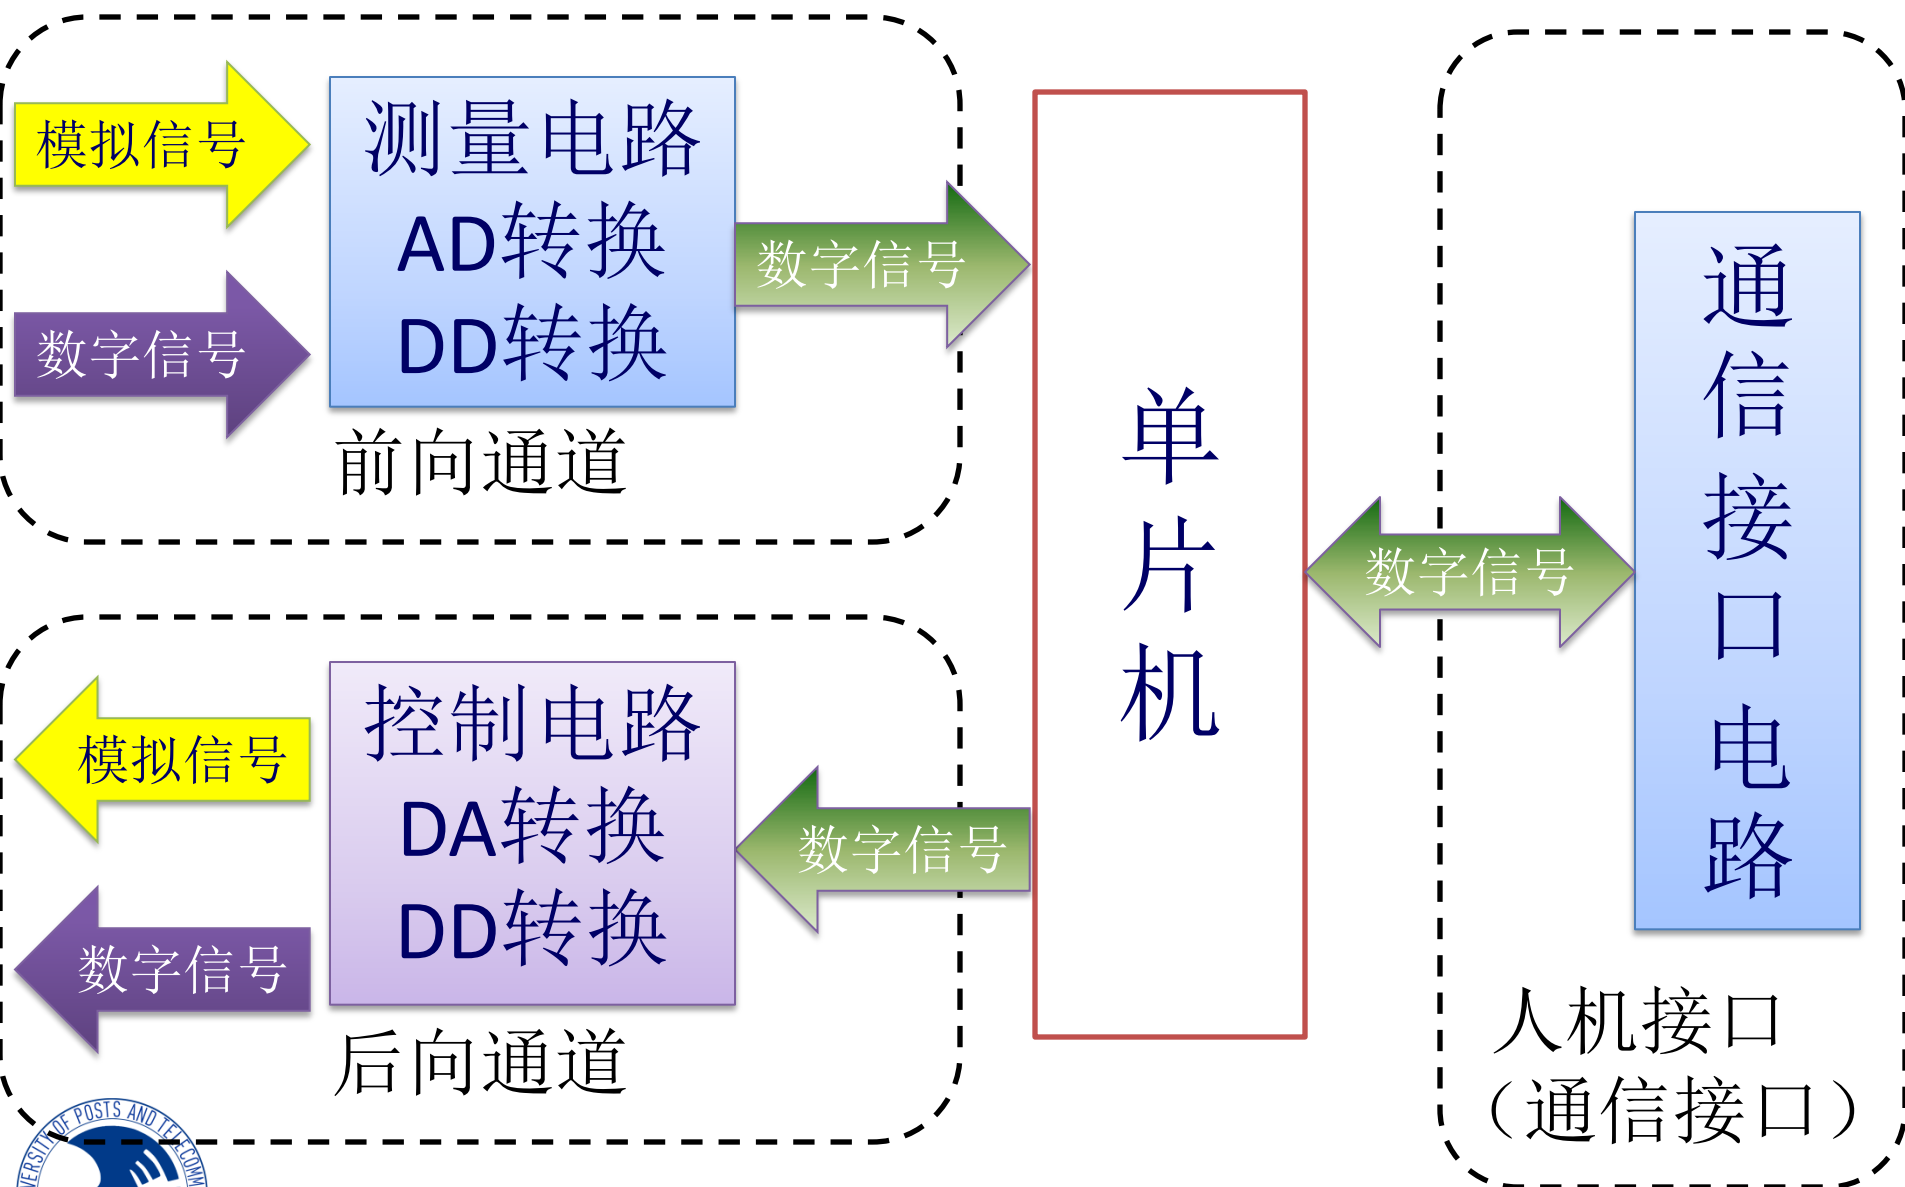 模拟信号
数字信号
测量电路
AD转换
DD转换
前向通道
数字信号
模拟信号
数字信号
控制电路
DA转换
DD转换
后向通道
数字信号
单片机
数字信号
通信接口电路
人机接口
（通信接口）
OF POSTS AND